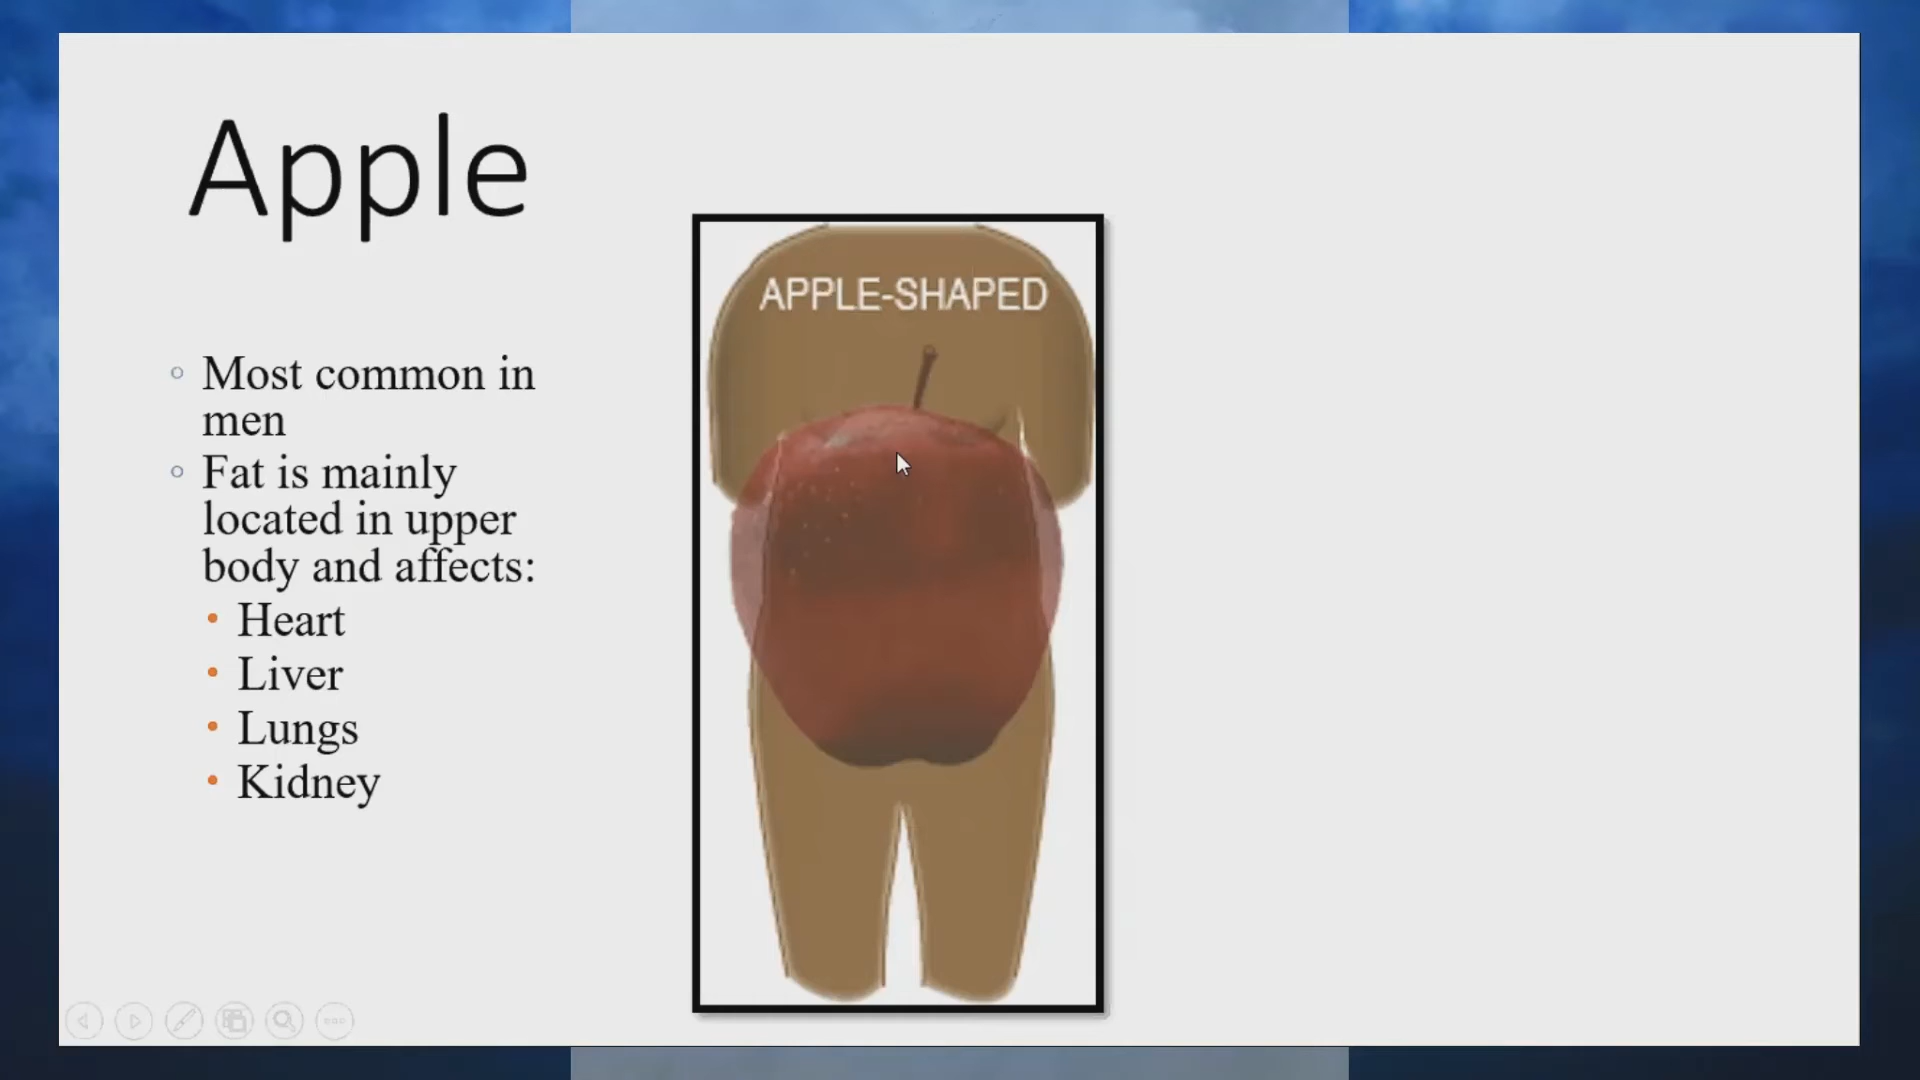 Apple
Most common in
men
Fat is mainly
located in upper
body and affects:
Heart
Liver
Lungs
Kidney
APPLE-SHAPED